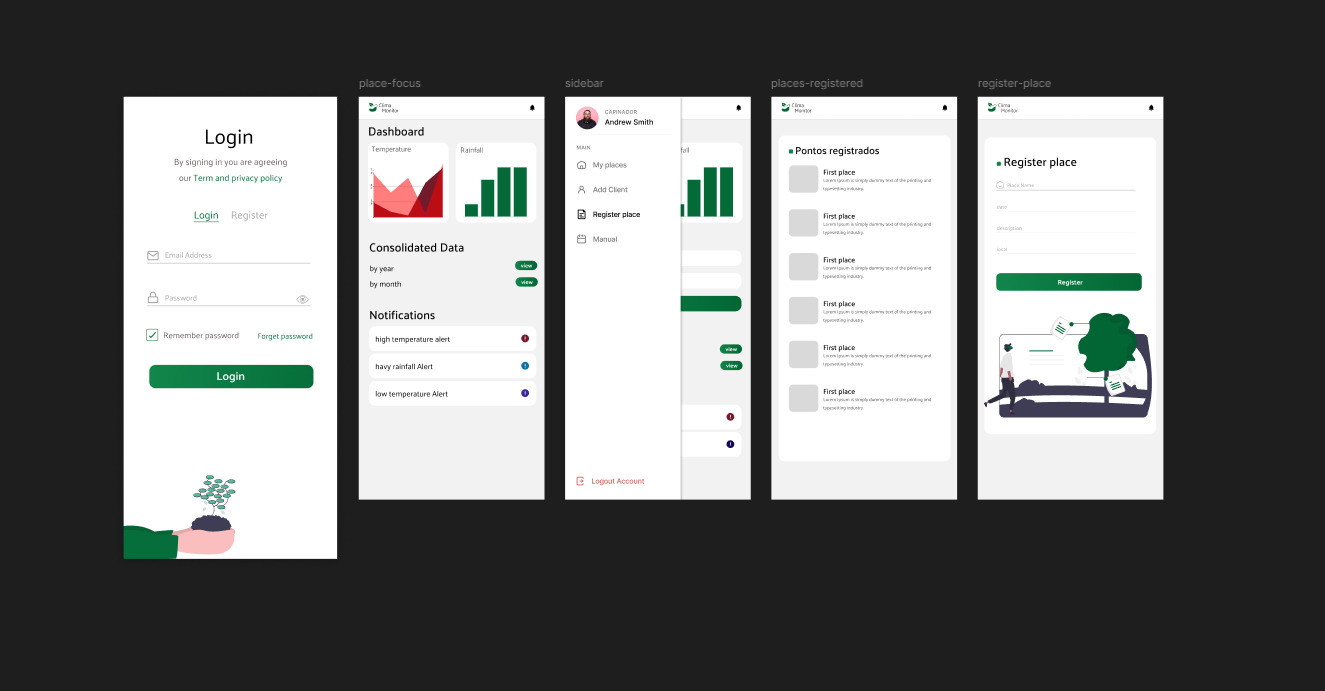 place-focus
sidebar
places-registered
register-place
Login
By signing in you are agreeing
our Term and privacy policy
Login Register
Email Address
Password
Remember password Forget password
Login
Clima
Monitor
Dashboard
Temperature
Rainfall
Consolidated Data
by year view
by month view
Notifications
high temperature alert
havy rainfall Alert
low temperature Alert
CAPINADOR
Andrew Smith
MAIN
My places
Add Client
Register place
Manual
Logout Account
fall
view
view
Clima
Monitor
Pontos registrados
First place
Lorem Ipsum is simply dummy text of the printing and
typesetting industry.
First place
Lorem Ipsum is simply dummy text of the printing and
typesetting industry.
First place
Lorem Ipsum is simply dummy text of the printing and
typesetting industry.
First place
Lorem Ipsum is simply dummy text of the printing and
typesetting industry.
First place
Lorem Ipsum is simply dummy text of the printing and
typesetting industry.
First place
Lorem Ipsum is simply dummy text of the printing and
typesetting industry.
Clima
Monitor
Register place
Place Name
description
local
Register